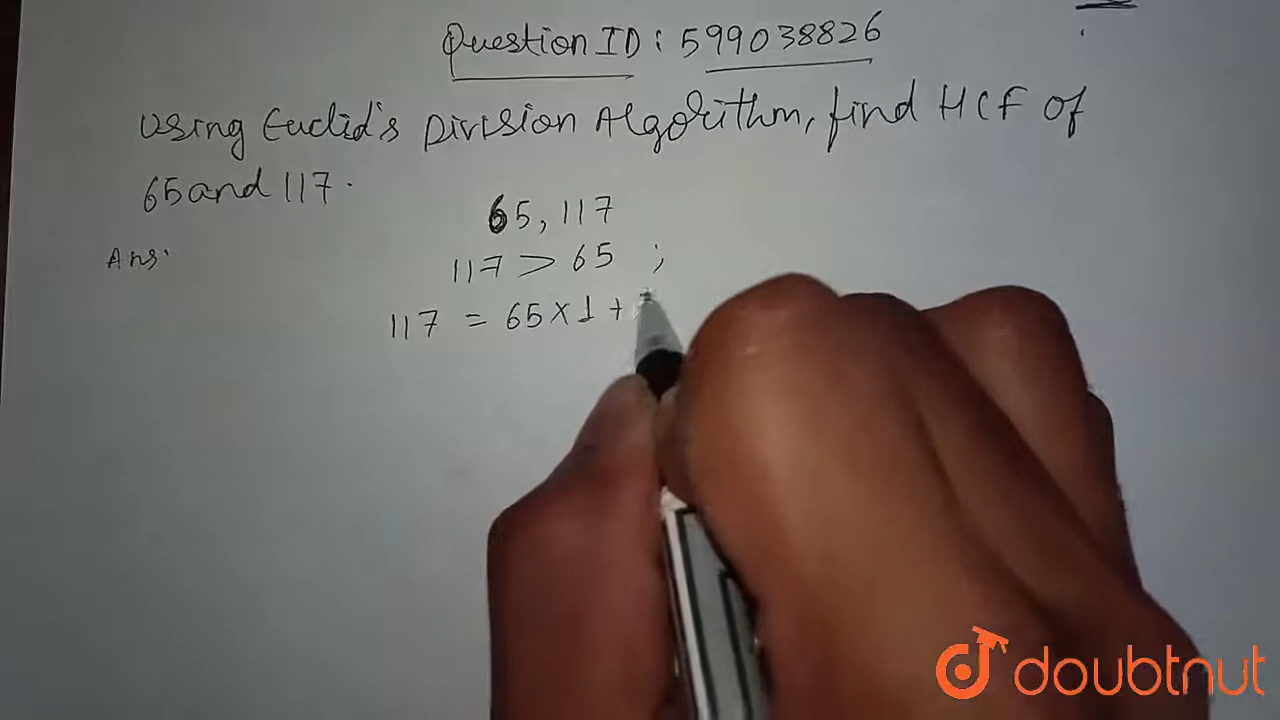 Question ID: 599038826
Using Euclid's Division Algorithm, find HCF of
65 and 117.
65, 117
Ans:
117 > 65 ;
117 = 65 × 1 +
doubtnut